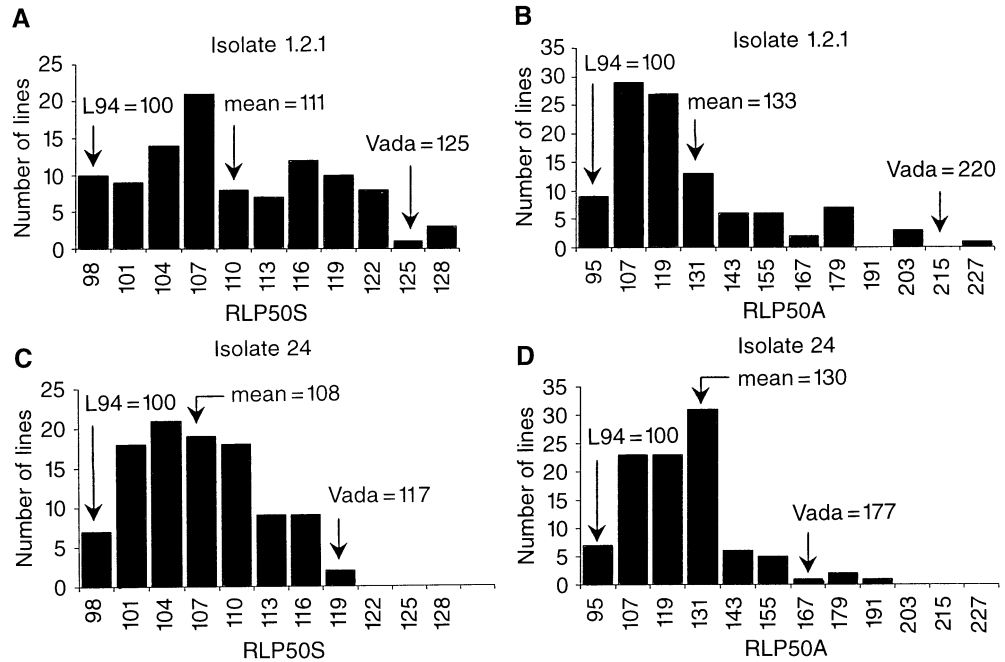 A
Isolate 1.2.1
Number of lines
25
20
15
10
5
0
L94 = 100
mean = 111
Vada = 125
98 101 104 107 110 113 116 119 122 125 128
RLP50S
B
Isolate 1.2.1
Number of lines
35
30
25
20
15
10
5
0
L94 = 100
mean = 133
Vada = 220
95 107 119 131 143 155 167 179 191 203 215 227
RLP50A
C
Isolate 24
Number of lines
25
20
15
10
5
0
L94 = 100
mean = 108
Vada = 117
98 101 104 107 110 113 116 119 122 125 128
RLP50S
D
Isolate 24
Number of lines
35
30
25
20
15
10
5
0
mean = 130
L94 = 100
Vada = 177
95 107 119 131 143 155 167 179 191 203 215 227
RLP50A